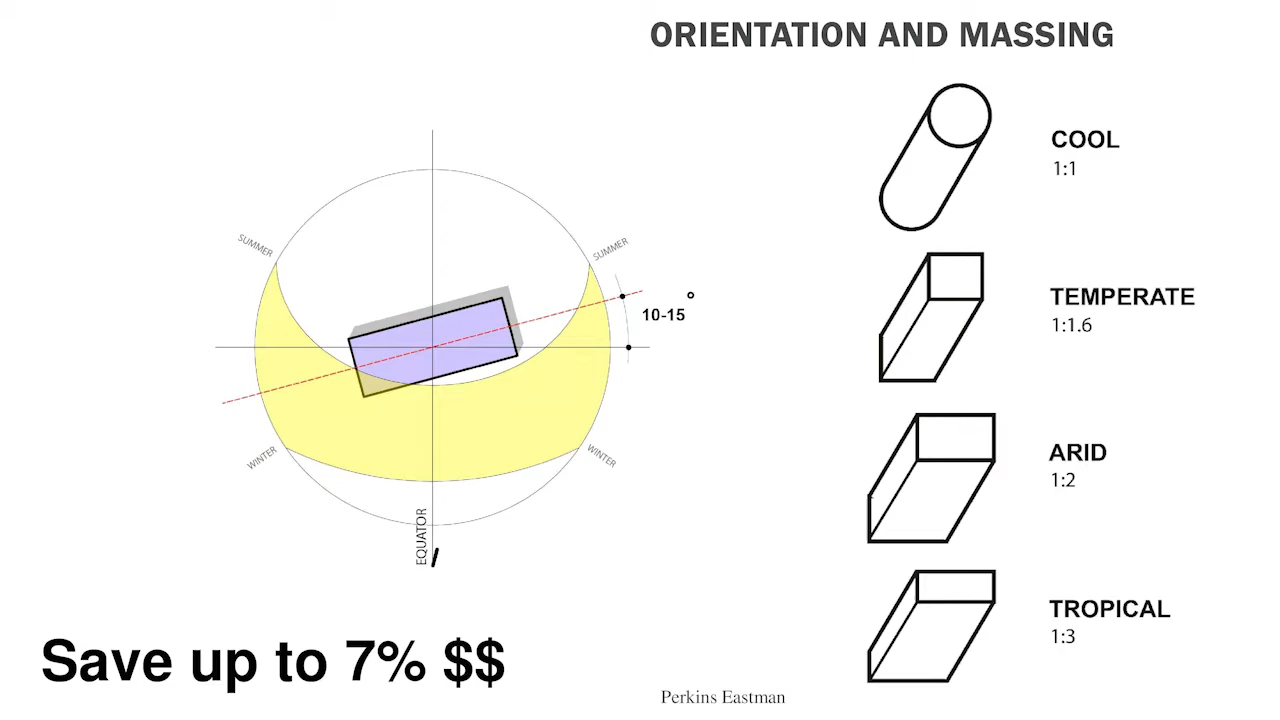 ORIENTATION AND MASSING
COOL
1:1
SUMMER
SUMMER
10-15°
TEMPERATE
1:1.6
WINTER
WINTER
ARID
1:2
EQUATOR
TROPICAL
1:3
Save up to 7% $$
Perkins Eastman